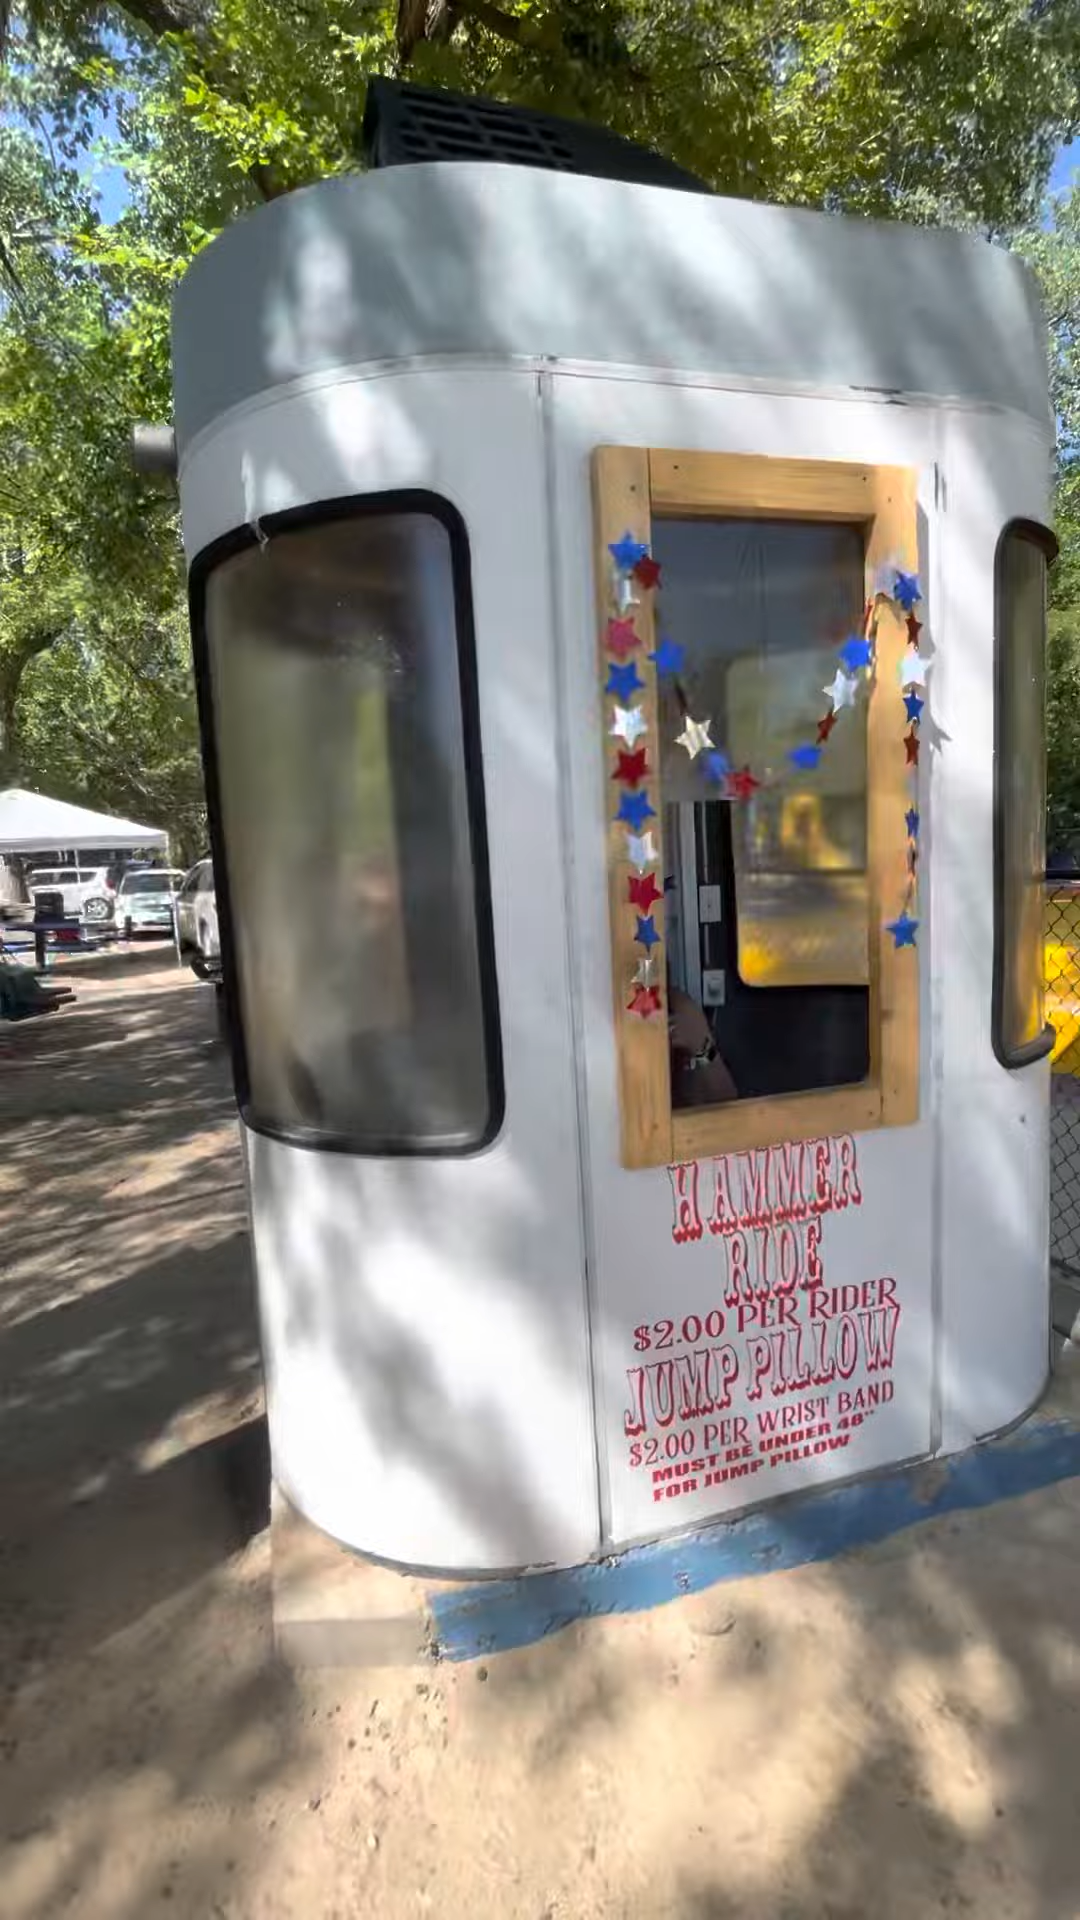 HAMMER
RIDE
$2.00 PER RIDER
JUMP PILLOW
$2.00 PER WRIST BAND
MUST BE UNDER 48"
FOR JUMP PILLOW